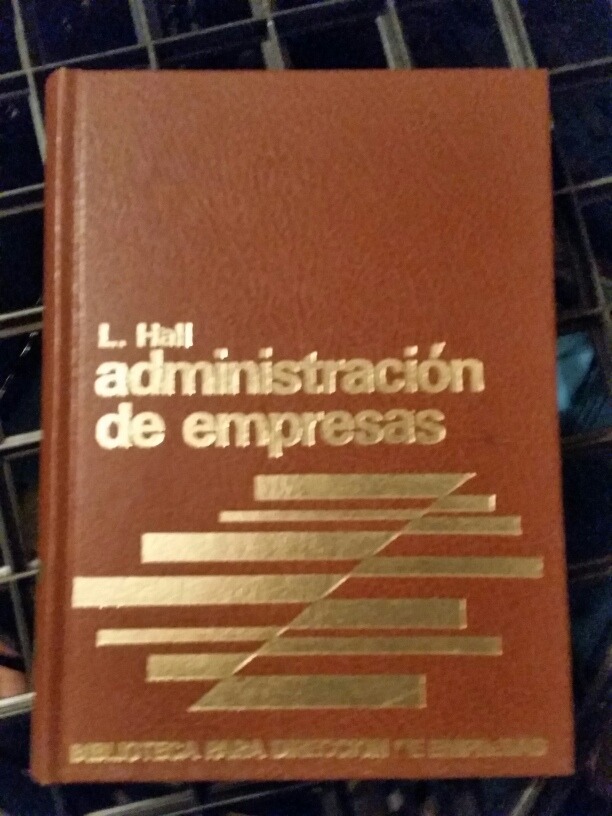 L. Hall
administración
de empresas
BIBLIOTECA PARA DIRECCION DE EMPRESAS